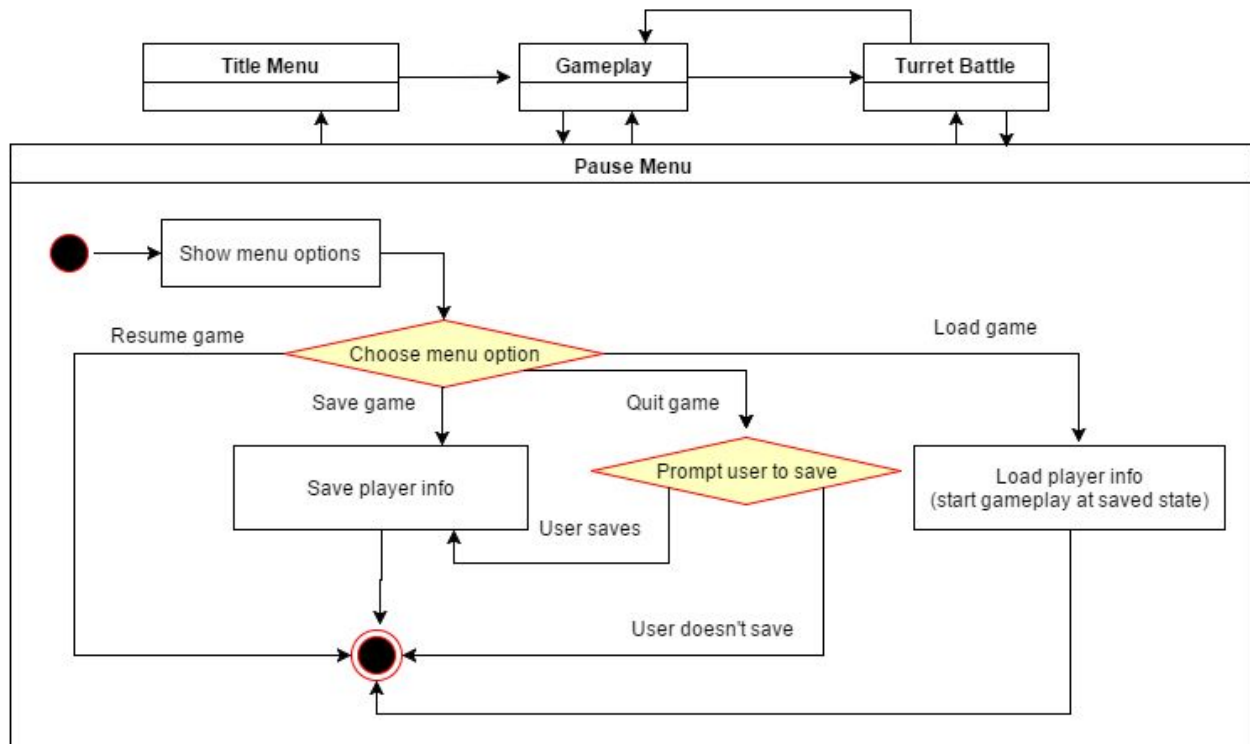 Title Menu
Gameplay
Turret Battle
Pause Menu
Show menu options
Resume game
Choose menu option
Load game
Save game
Quit game
Prompt user to save
Save player info
Load player info
(start gameplay at saved state)
User saves
User doesn't save